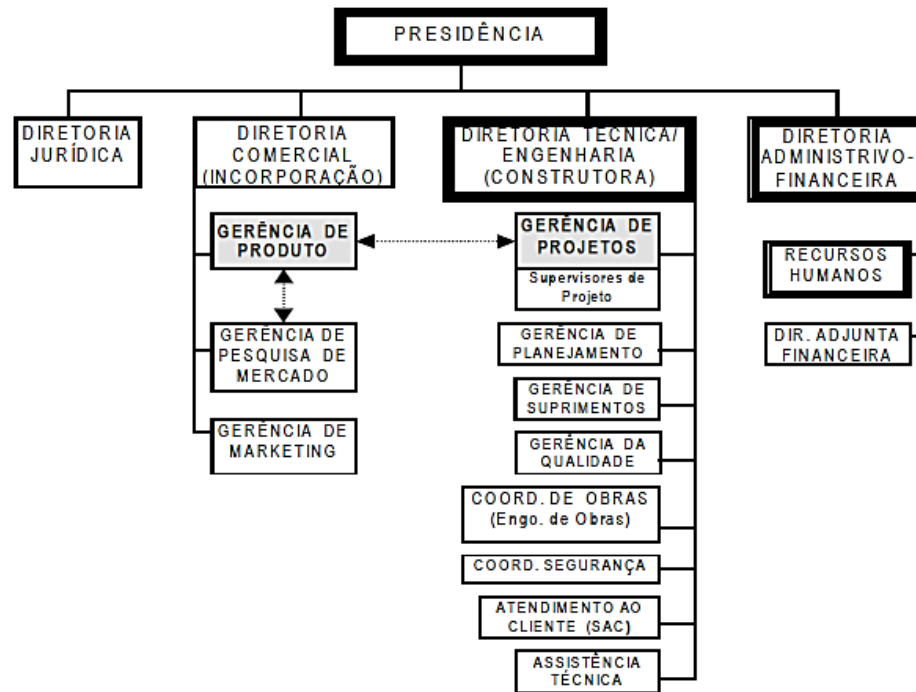 PRESIDÊNCIA
DIRETORIA
JURÍDICA
DIRETORIA
COMERCIAL
(INCORPORAÇÃO)
DIRETORIA TÉCNICA/
ENGENHARIA
(CONSTRUTORA)
DIRETORIA
ADMINISTRIVO-
FINANCEIRA
GERÊNCIA DE
PRODUTO
GERÊNCIA DE
PESQUISA DE
MERCADO
GERÊNCIA DE
MARKETING
GERÊNCIA DE
PROJETOS
Supervisores de
Projeto
GERÊNCIA DE
PLANEJAMENTO
GERÊNCIA DE
SUPRIMENTOS
GERÊNCIA DA
QUALIDADE
COORD. DE OBRAS
(Engo. de Obras)
COORD. SEGURANÇA
ATENDIMENTO AO
CLIENTE (SAC)
ASSISTÊNCIA
TÉCNICA
RECURSOS
HUMANOS
DIR. ADJUNTA
FINANCEIRA